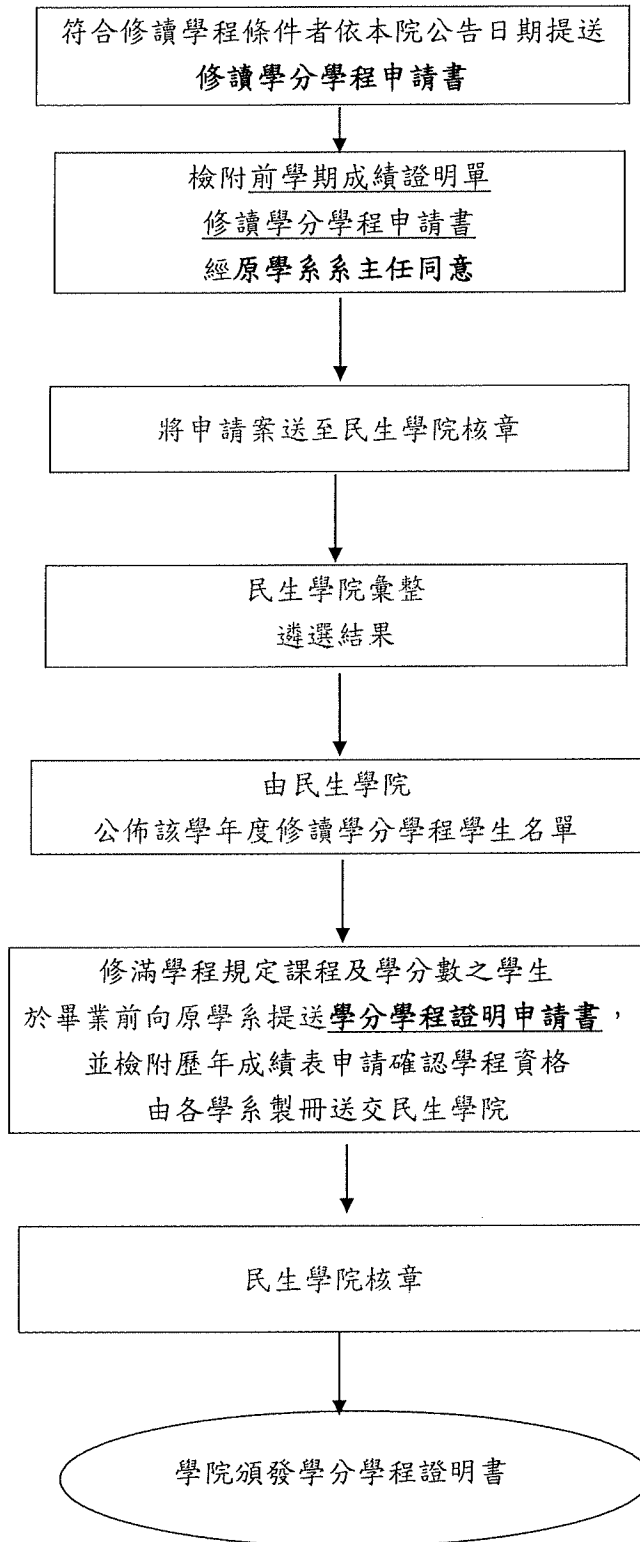 符合修讀學程條件者依本院公告日期提送
修讀學分學程申請書
檢附前學期成績證明單
修讀學分學程申請書
經原學系系主任同意
將申請案送至民生學院核章
民生學院彙整
遴選結果
由民生學院
公佈該學年度修讀學分學程學生名單
修滿學程規定課程及學分數之學生
於畢業前向原學系提送學分學程證明申請書，
並檢附歷年成績表申請確認學程資格
由各學系製冊送交民生學院
民生學院核章
學院頒發學分學程證明書